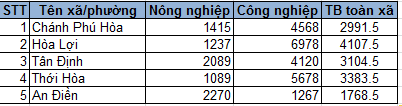 STT Tên xã/phường Nông nghiệp Công nghiệp TB toàn xã
1 Chánh Phú Hòa 1415 4568 2991.5
2 Hòa Lợi 1237 6978 4107.5
3 Tân Định 2089 4120 3104.5
4 Thới Hòa 1089 5678 3383.5
5 An Điền 2270 1267 1768.5